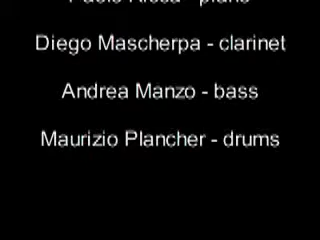 Diego Mascherpa - clarinet
Andrea Manzo - bass
Maurizio Plancher - drums